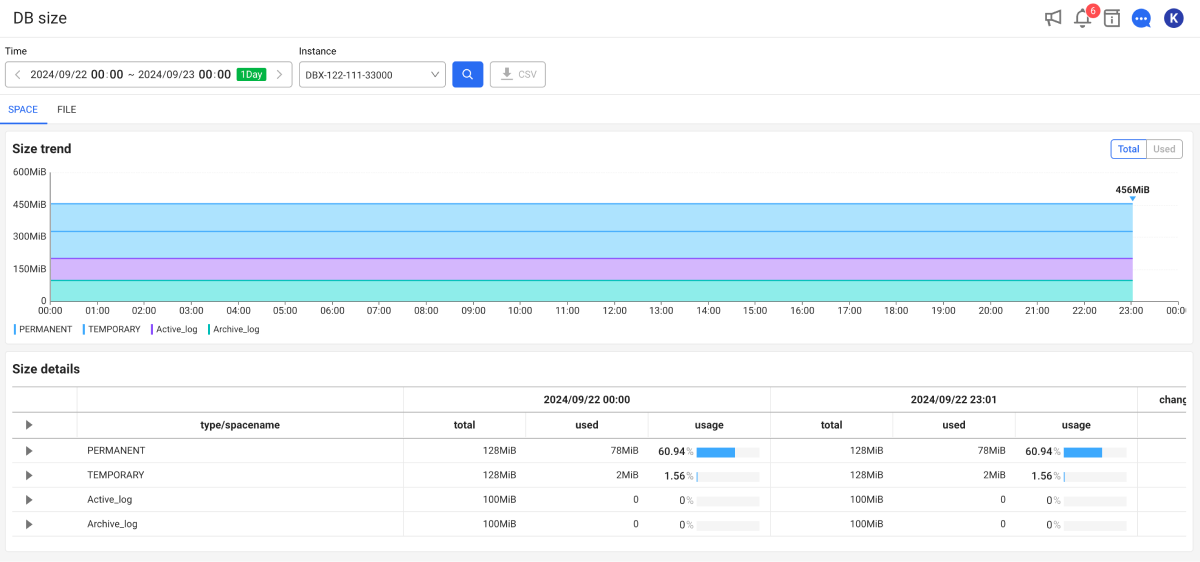 DB size
6
K
Time
Instance
2024/09/22 00:00 ~ 2024/09/23 00:00 1Day
DBX-122-111-33000
CSV
SPACE FILE
Size trend
Total Used
600MiB
450MiB
300MiB
150MiB
0
456MiB
00:00 01:00 02:00 03:00 04:00 05:00 06:00 07:00 08:00 09:00 10:00 11:00 12:00 13:00 14:00 15:00 16:00 17:00 18:00 19:00 20:00 21:00 22:00 23:00 00:0
PERMANENT TEMPORARY Active_log Archive_log
Size details
2024/09/22 00:00 2024/09/22 23:01 chang
type/spacename total used usage total used usage
PERMANENT 128MiB 78MiB 60.94% 128MiB 78MiB 60.94%
TEMPORARY 128MiB 2MiB 1.56% 128MiB 2MiB 1.56%
Active_log 100MiB 0 0% 100MiB 0 0%
Archive_log 100MiB 0 0% 100MiB 0 0%